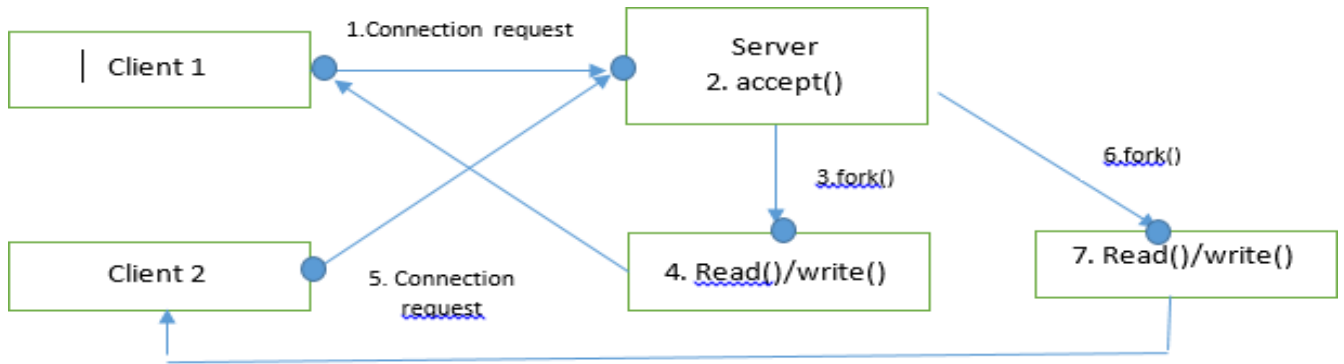 1.Connection request
Client 1
Server
2. accept()
3.fork()
6.fork()
Client 2
5. Connection
request
4. Read()/write()
7. Read()/write()